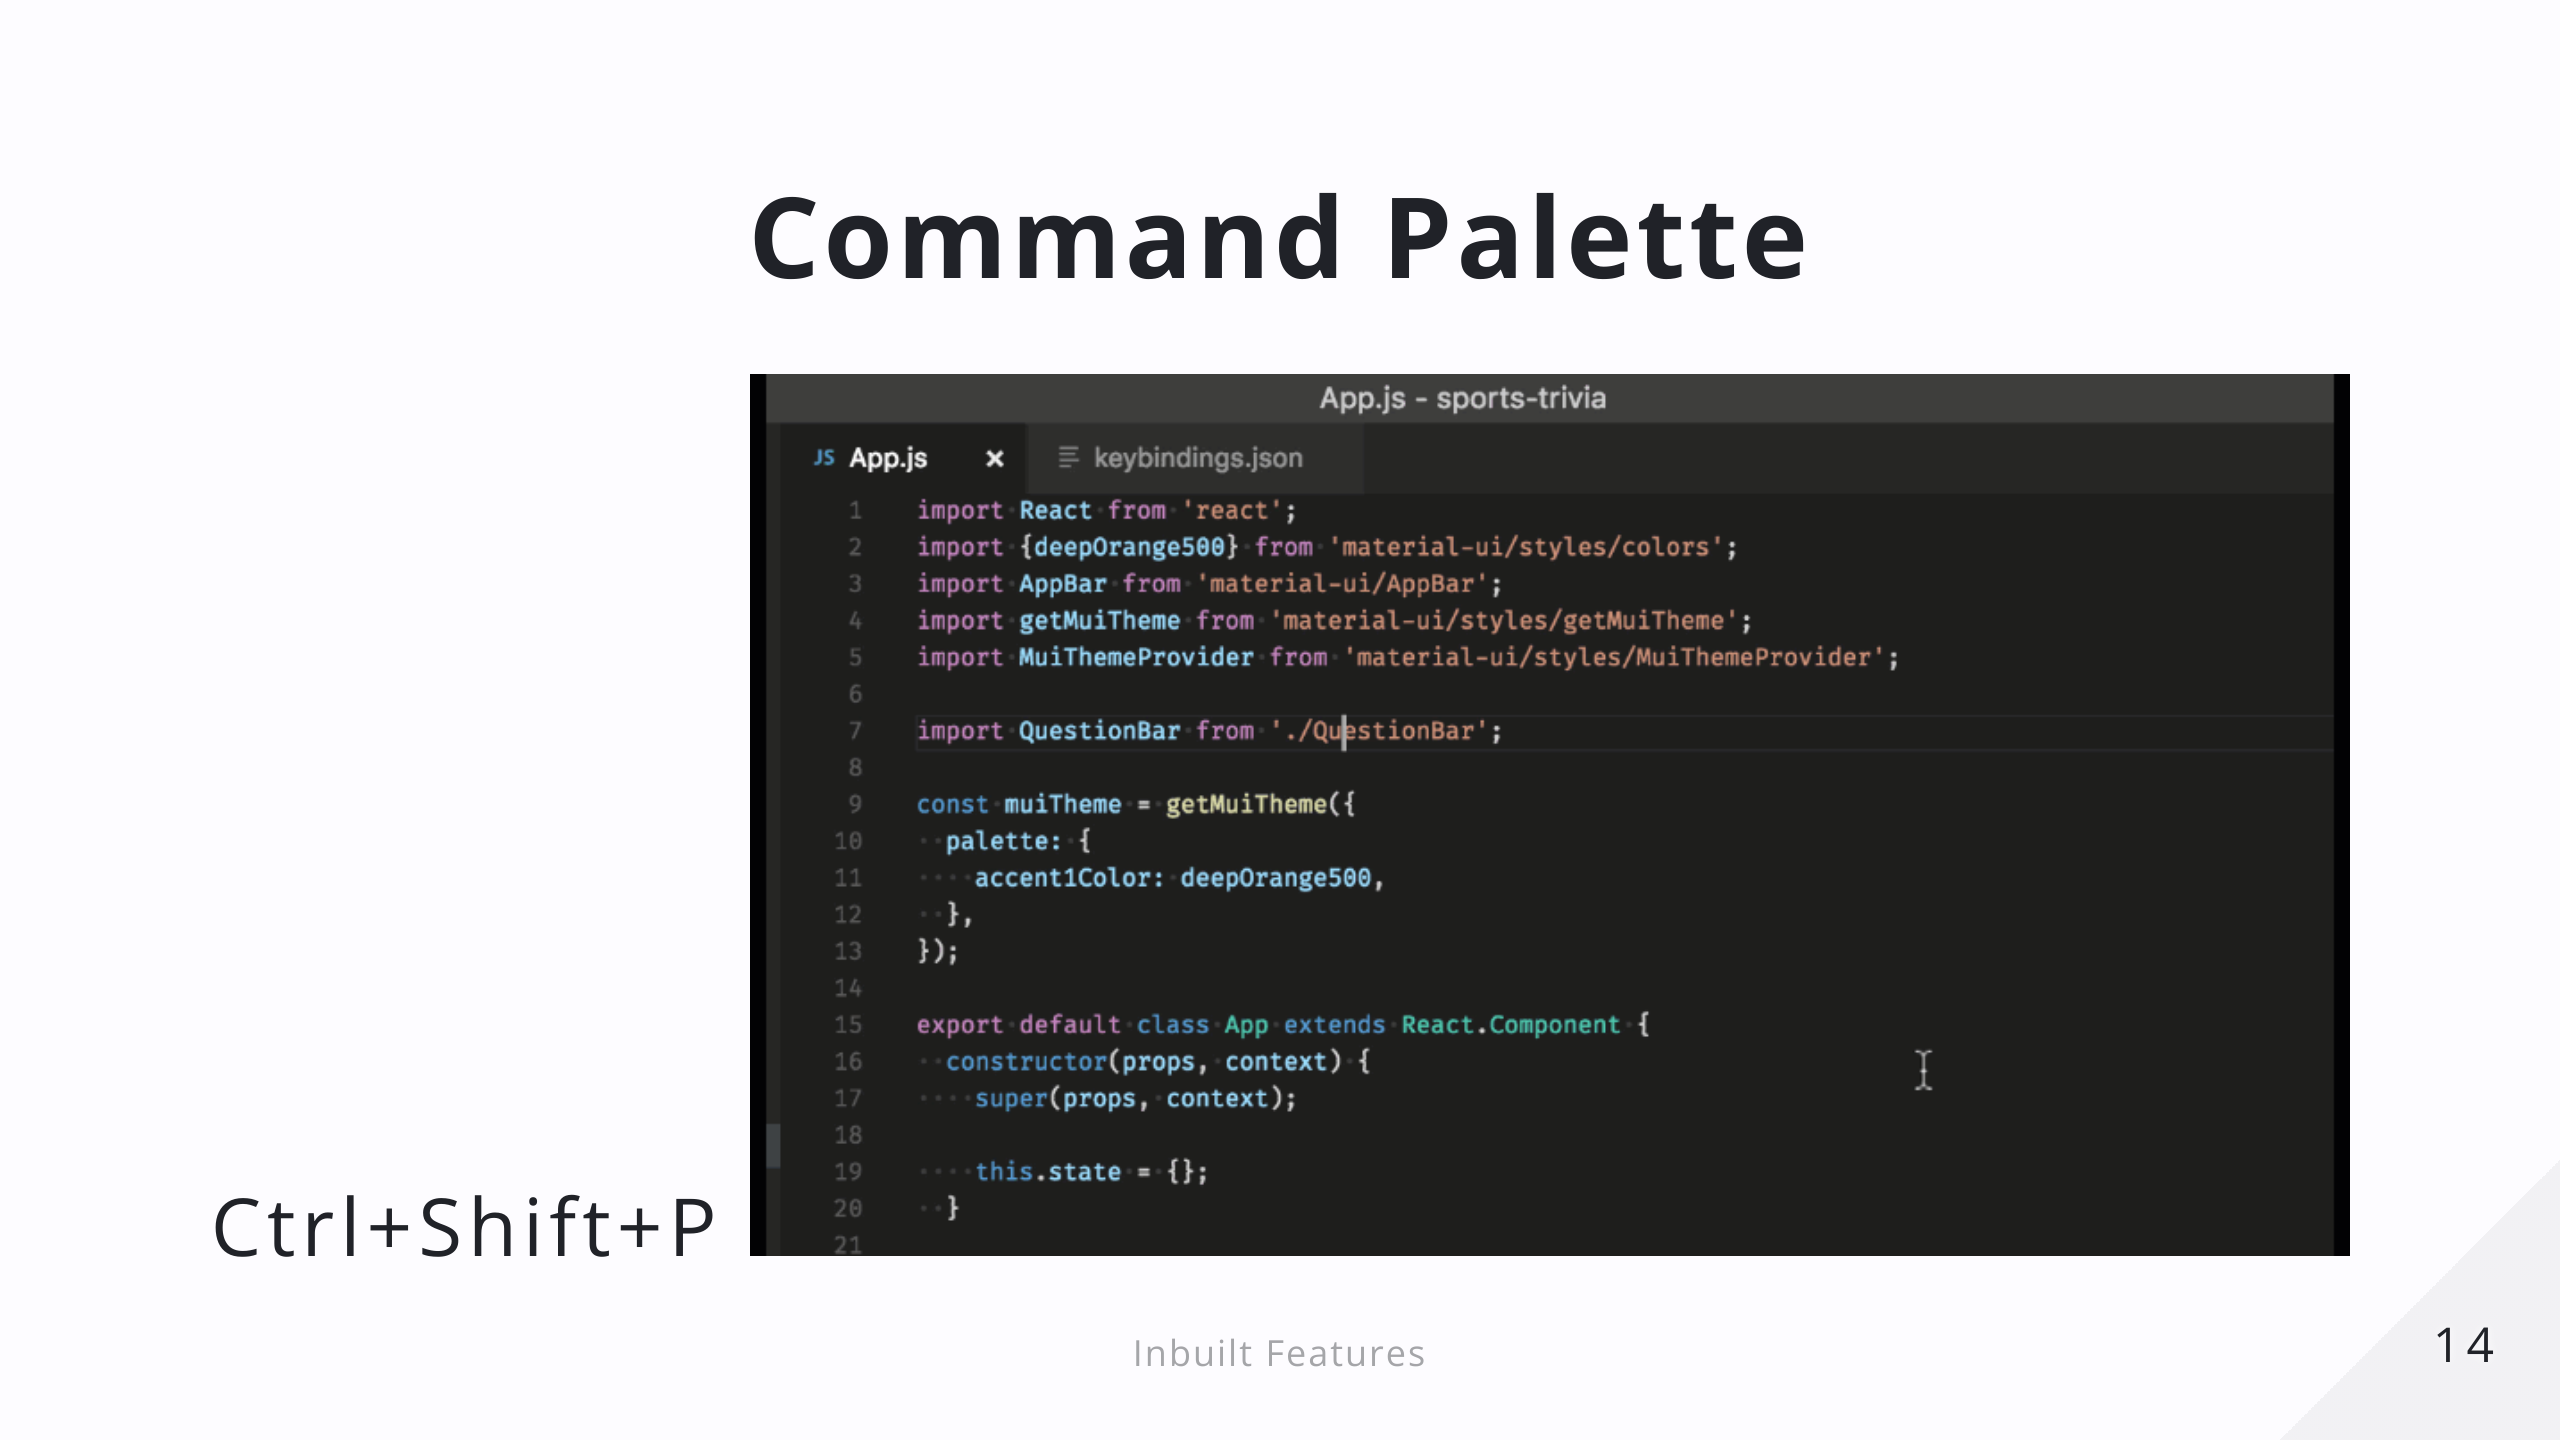 Command Palette
App.js - sports-trivia
JS App.js × keybindings.json
1 import React from 'react';
2 import {deepOrange500} from 'material-ui/styles/colors';
3 import AppBar from 'material-ui/AppBar';
4 import getMuiTheme from 'material-ui/styles/getMuiTheme';
5 import MuiThemeProvider from 'material-ui/styles/MuiThemeProvider';
6
7 import QuestionBar from './QuestionBar';
8
9 const muiTheme = getMuiTheme({
10   palette: {
11     accent1Color: deepOrange500,
12   },
13 });
14
15 export default class App extends React.Component {
16   constructor(props, context) {
17     super(props, context);
18
19     this.state = {};
20   }
21
Ctrl+Shift+P
Inbuilt Features
14